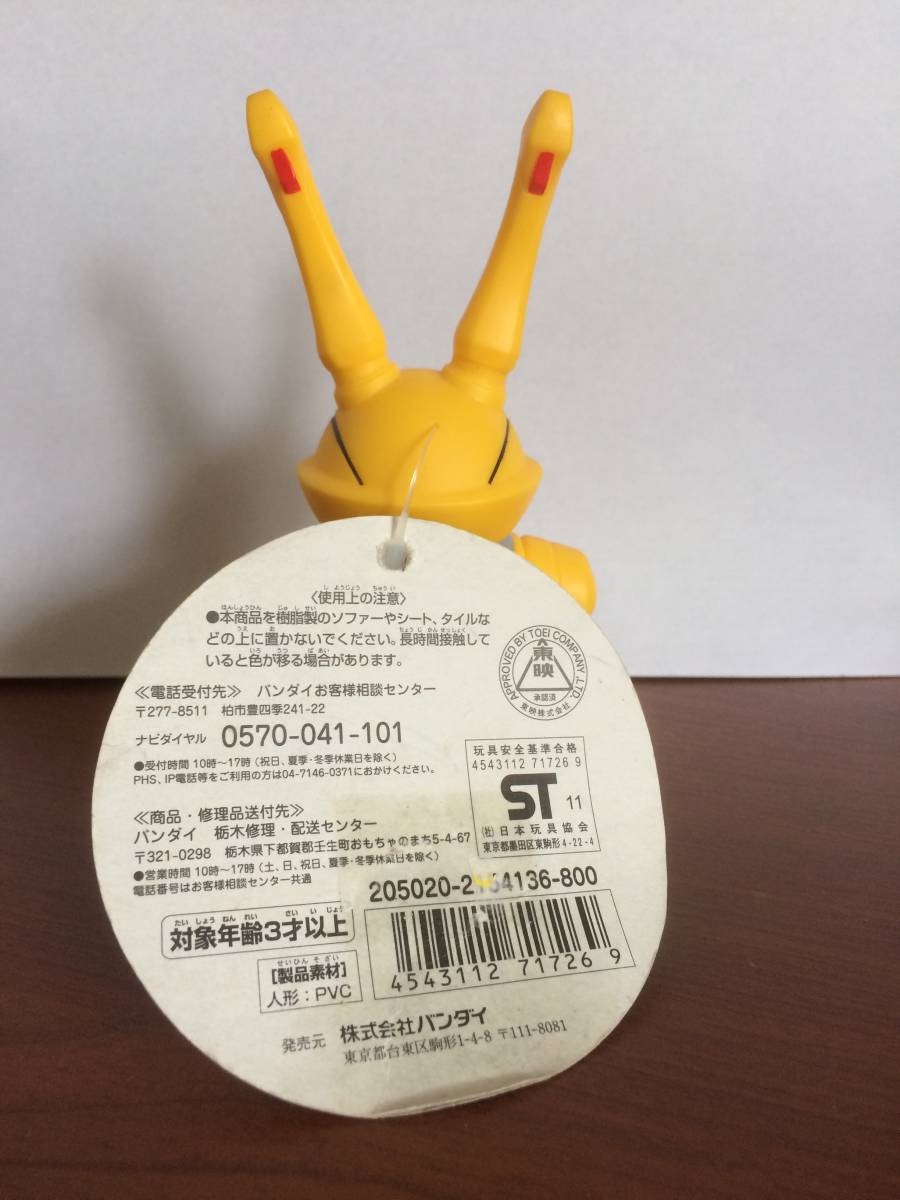 〈使用上の注意〉
●本商品を樹脂製のソファーやシート、タイルな
どの上に置かないでください。長時間接触して
いると色が移る場合があります。
≪電話受付先≫ バンダイお客様相談センター
〒277-8511 柏市豊四季241-22
ナビダイヤル 0570-041-101
●受付時間 10時～17時(祝日、夏季・冬季休業日を除く)
PHS、IP電話等をご利用の方は04-7146-0371におかけください。
APPROVED BY TOEI COMPANY, LTD.
東映
承認済
東映株式会社
玩具安全基準合格
4543112 71726 9
ST 11
(社)日本玩具協会
東京都墨田区東駒形4-22-4
≪商品・修理品送付先≫
バンダイ 栃木修理・配送センター
〒321-0298 栃木県下都賀郡壬生町おもちゃのまち5-4-67
●営業時間 10時～17時(土、日、祝日、夏季・冬季休業日を除く)
電話番号はお客様相談センター共通
4136-800
対象年齢3才以上
4543112 71726 9
[製品素材]
人形：PVC
発売元 株式会社バンダイ
東京都台東区駒形1-4-8 〒111-8081